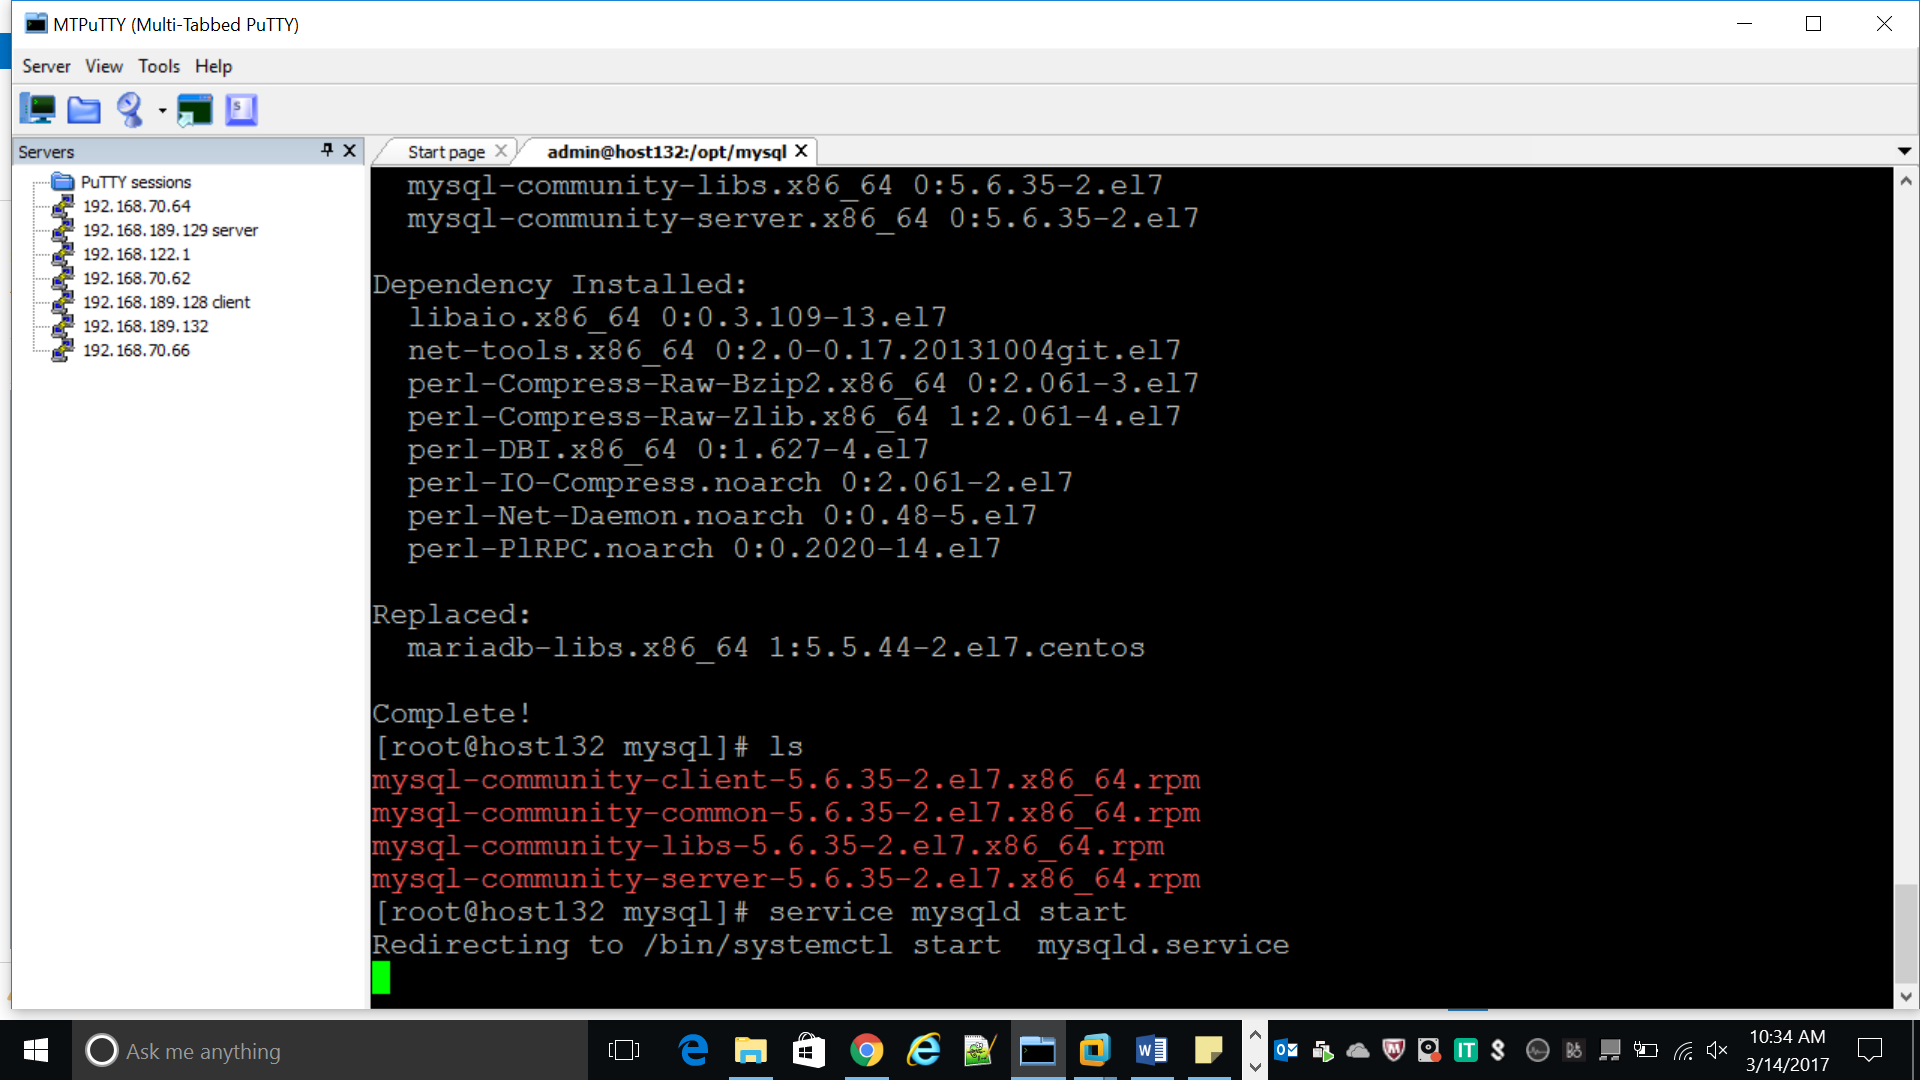 MTPuTTY (Multi-Tabbed PuTTY)
Server View Tools Help
Servers
Start page
admin@host132:/opt/mysql
PuTTY sessions
192.168.70.64
192.168.189.129 server
192.168.122.1
192.168.70.62
192.168.189.128 client
192.168.189.132
192.168.70.66
mysql-community-libs.x86_64 0:5.6.35-2.el7
mysql-community-server.x86_64 0:5.6.35-2.el7
Dependency Installed:
libaio.x86_64 0:0.3.109-13.el7
net-tools.x86_64 0:2.0-0.17.20131004git.el7
perl-Compress-Raw-Bzip2.x86_64 0:2.061-3.el7
perl-Compress-Raw-Zlib.x86_64 1:2.061-4.el7
perl-DBI.x86_64 0:1.627-4.el7
perl-IO-Compress.noarch 0:2.061-2.el7
perl-Net-Daemon.noarch 0:0.48-5.el7
perl-PlRPC.noarch 0:0.2020-14.el7
Replaced:
mariadb-libs.x86_64 1:5.5.44-2.el7.centos
Complete!
[root@host132 mysql]# ls
mysql-community-client-5.6.35-2.el7.x86_64.rpm
mysql-community-common-5.6.35-2.el7.x86_64.rpm
mysql-community-libs-5.6.35-2.el7.x86_64.rpm
mysql-community-server-5.6.35-2.el7.x86_64.rpm
[root@host132 mysql]# service mysqld start
Redirecting to /bin/systemctl start  mysqld.service
Ask me anything
IT
10:34 AM
3/14/2017